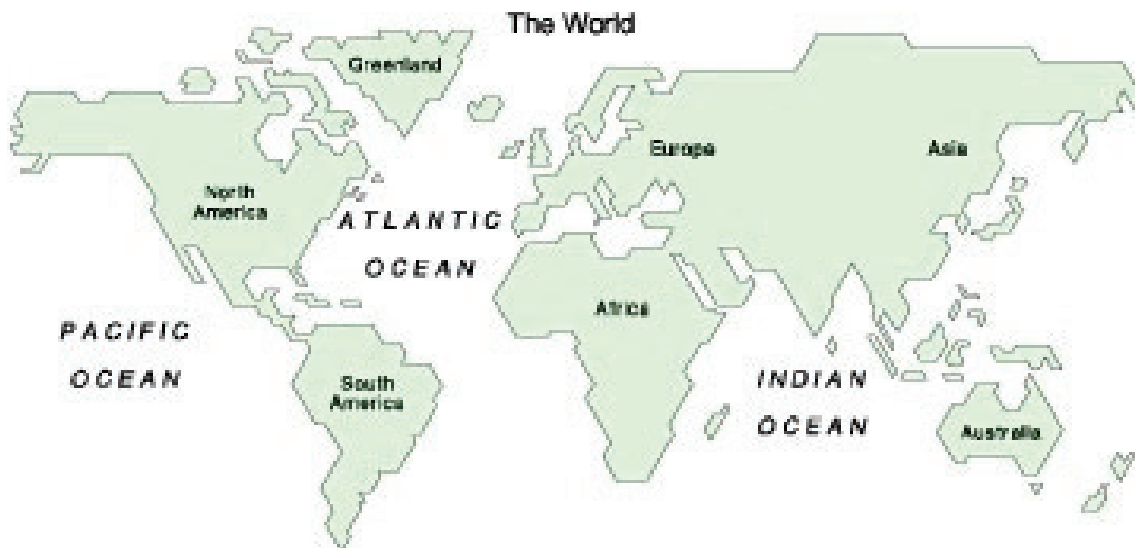 The World
Greenland
Europe
Asia
North
America
ATLANTIC
OCEAN
Africa
PACIFIC
OCEAN
South
America
INDIAN
OCEAN
Australia